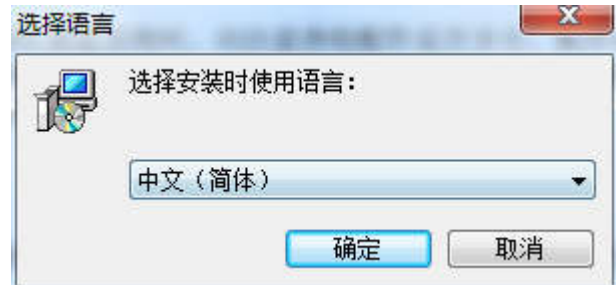 选择语言
选择安装时使用语言：
中文（简体）
确定
取消